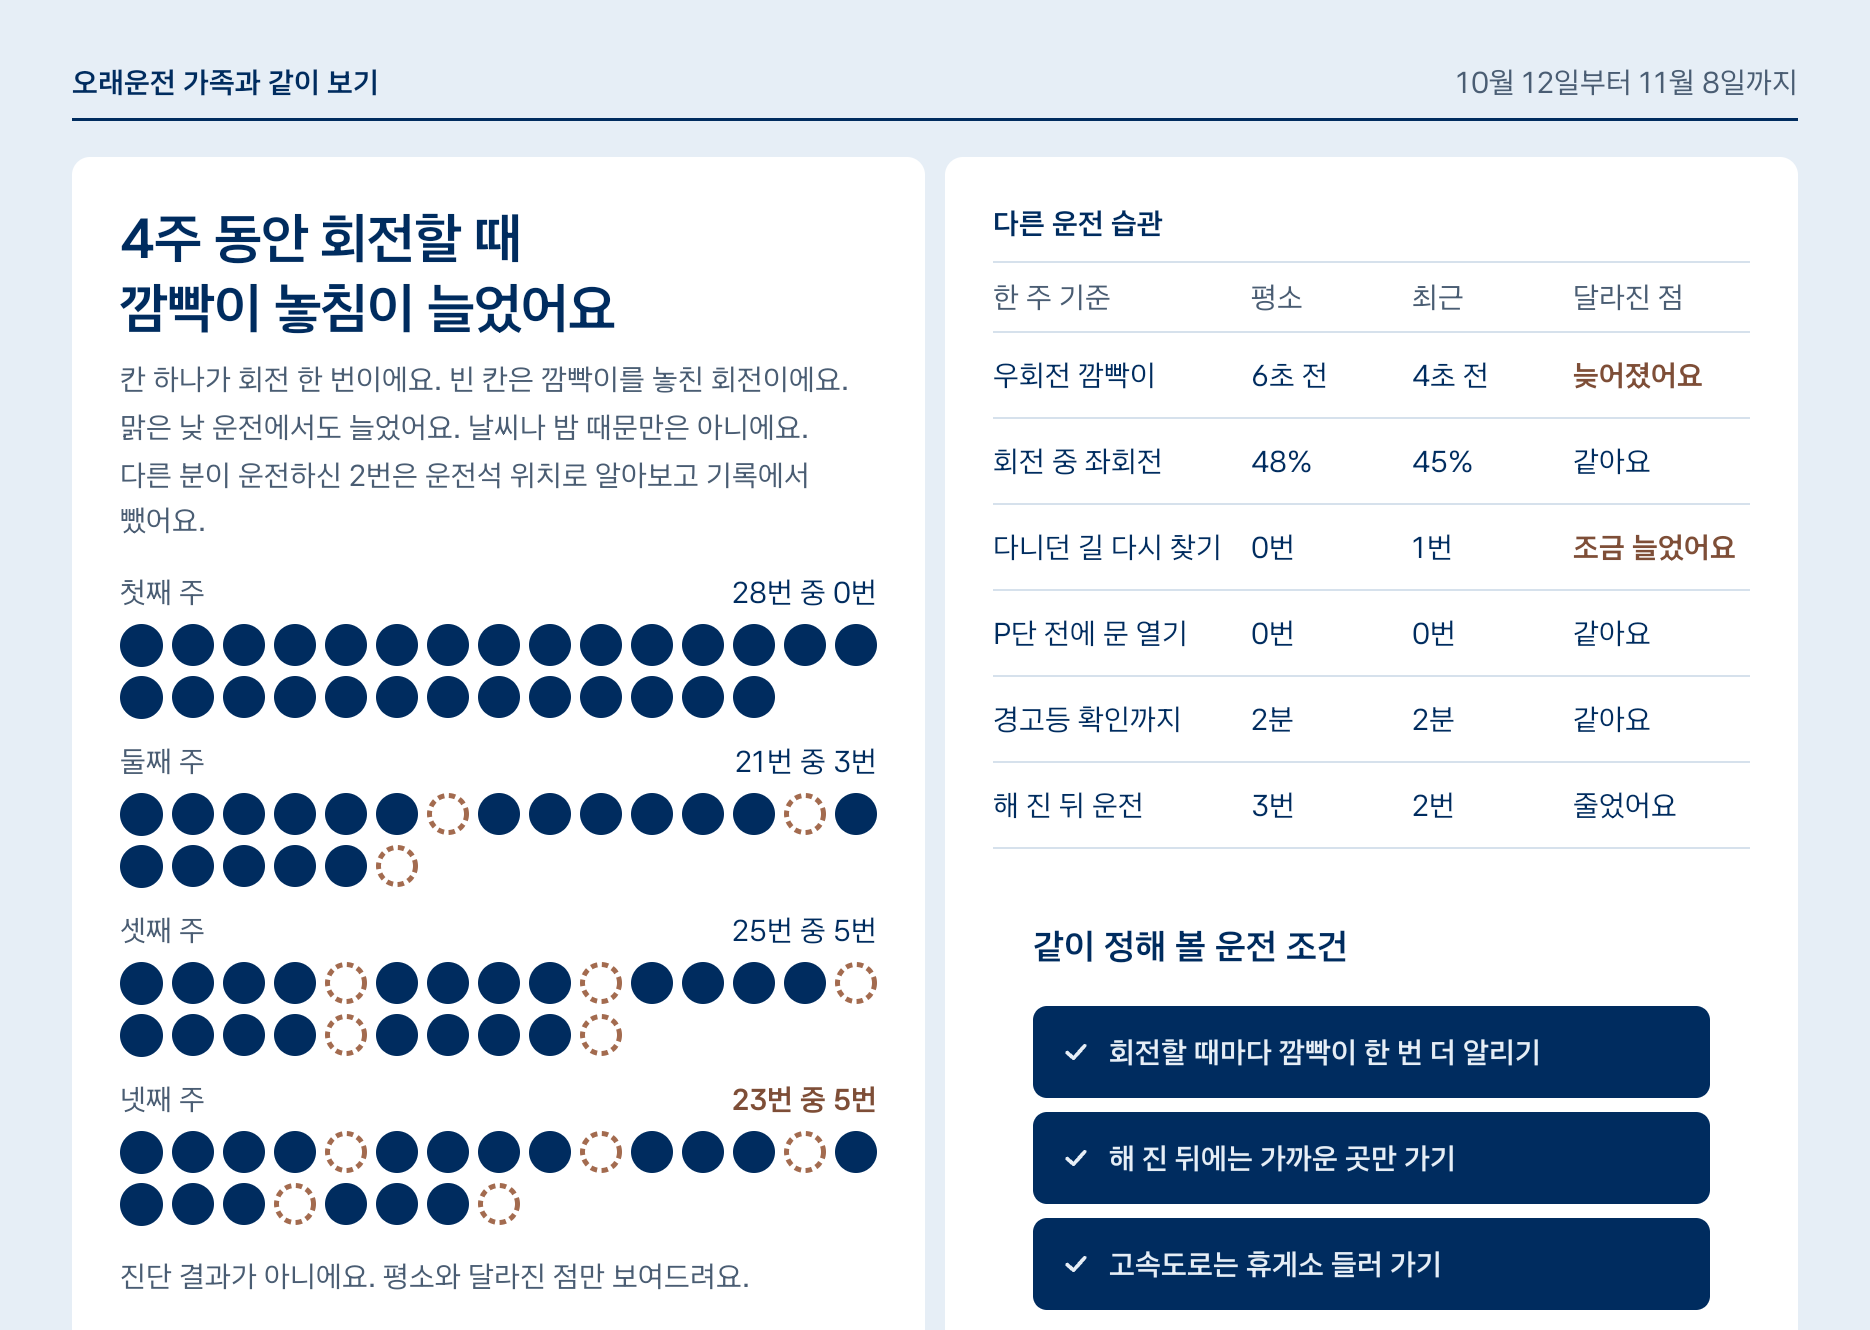 오래운전 가족과 같이 보기
10월 12일부터 11월 8일까지
4주 동안 회전할 때
깜빡이 놓침이 늘었어요
칸 하나가 회전 한 번이에요. 빈 칸은 깜빡이를 놓친 회전이에요.
맑은 낮 운전에서도 늘었어요. 날씨나 밤 때문만은 아니에요.
다른 분이 운전하신 2번은 운전석 위치로 알아보고 기록에서
뺐어요.
첫째 주 28번 중 0번
둘째 주 21번 중 3번
셋째 주 25번 중 5번
넷째 주 23번 중 5번
진단 결과가 아니에요. 평소와 달라진 점만 보여드려요.
다른 운전 습관
한 주 기준 평소 최근 달라진 점
우회전 깜빡이 6초 전 4초 전 늦어졌어요
회전 중 좌회전 48% 45% 같아요
다니던 길 다시 찾기 0번 1번 조금 늘었어요
P단 전에 문 열기 0번 0번 같아요
경고등 확인까지 2분 2분 같아요
해 진 뒤 운전 3번 2번 줄었어요
같이 정해 볼 운전 조건
회전할 때마다 깜빡이 한 번 더 알리기
해 진 뒤에는 가까운 곳만 가기
고속도로는 휴게소 들러 가기